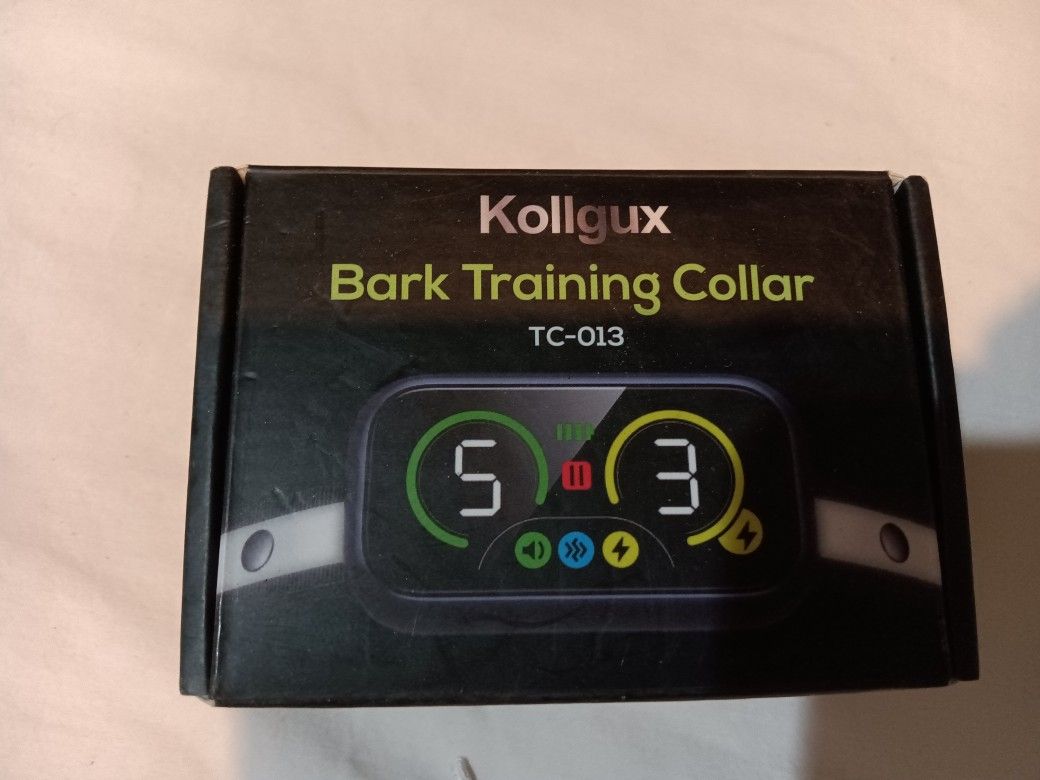 Kollgux
Bark Training Collar
TC-013
5 3